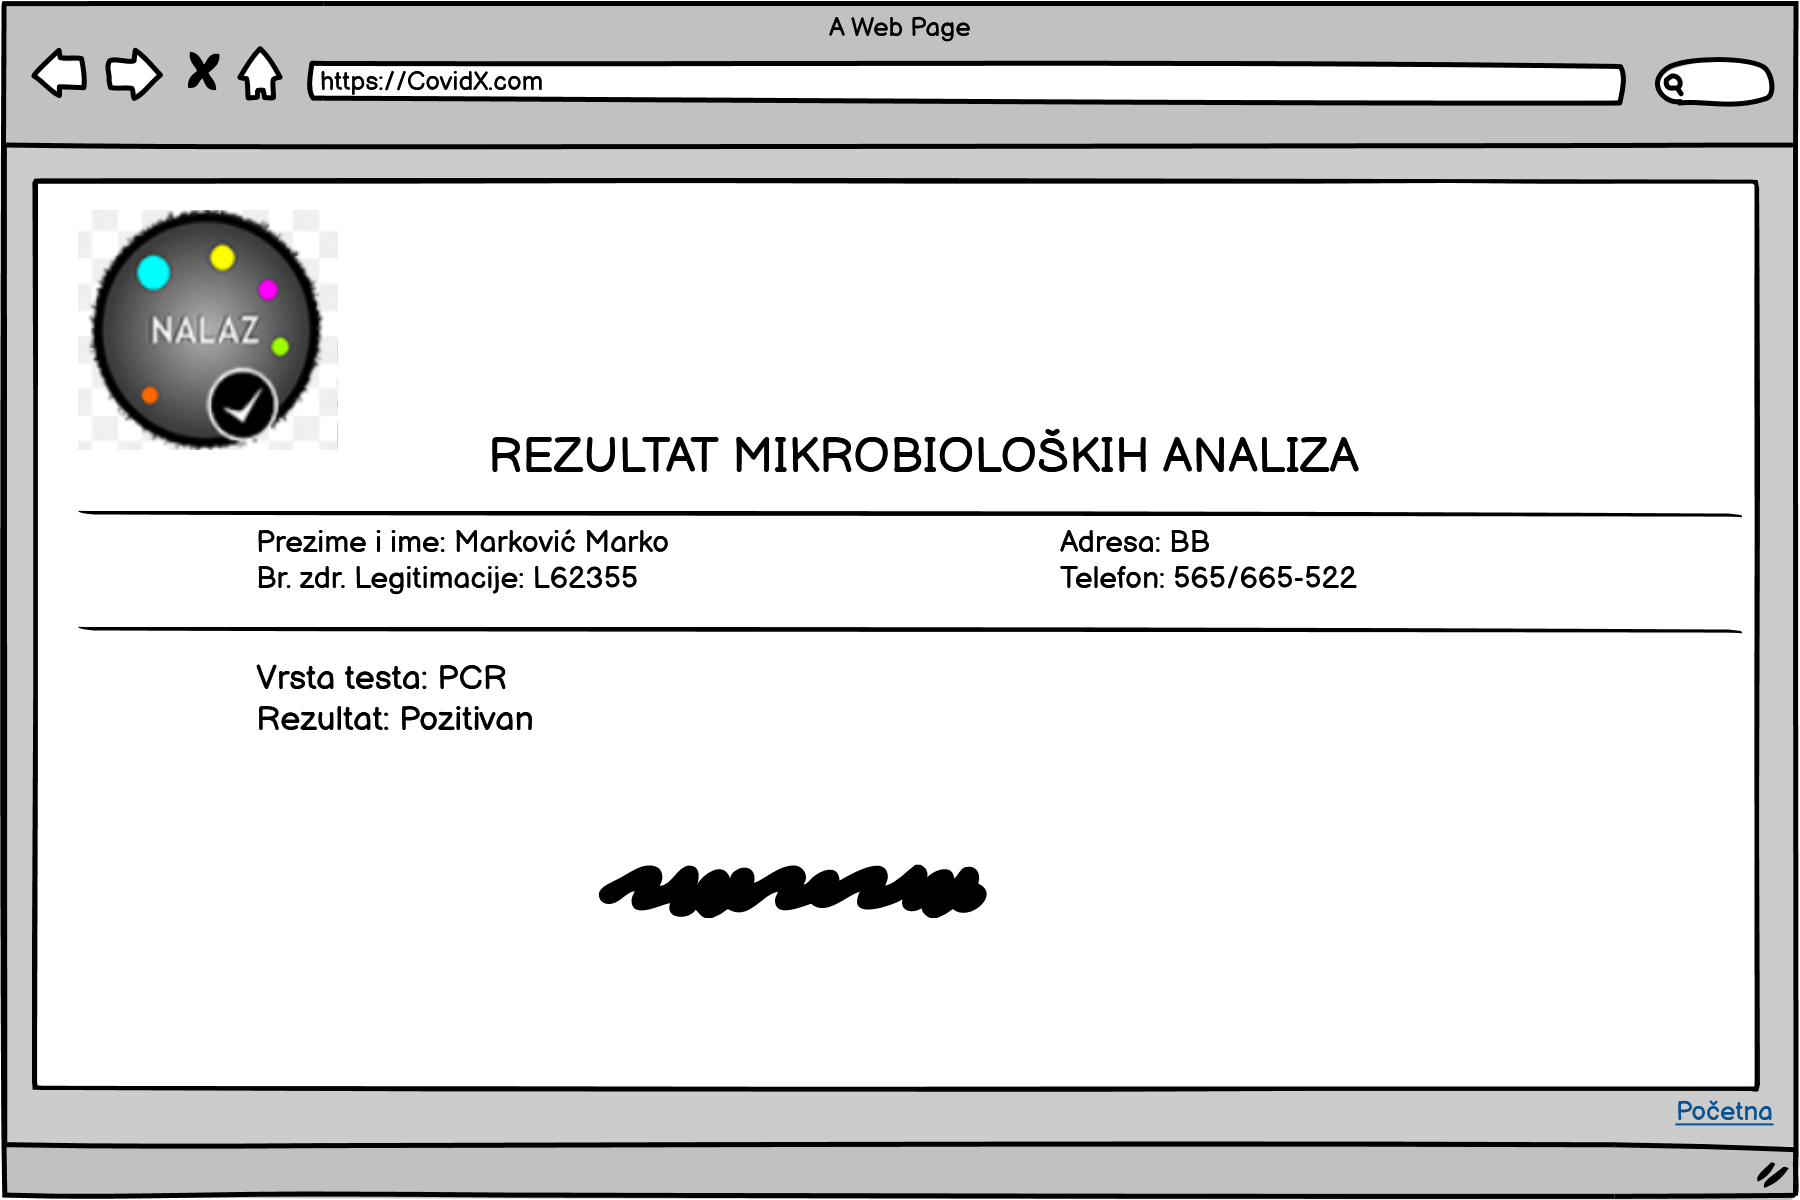 A Web Page
https://CovidX.com
NALAZ
REZULTAT MIKROBIOLOŠKIH ANALIZA
Prezime i ime: Marković Marko
Adresa: BB
Br. zdr. Legitimacije: L62355
Telefon: 565/665-522
Vrsta testa: PCR
Rezultat: Pozitivan
Početna